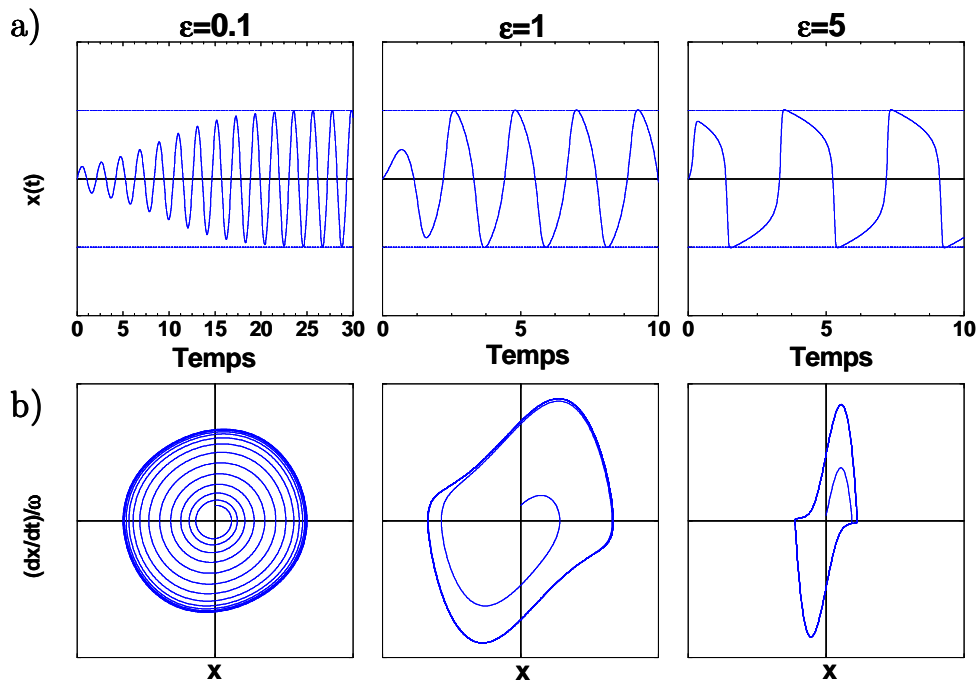 a)
ε=0.1 ε=1 ε=5
x(t)
0 5 10 15 20 25 30 0 5 10 0 5 10
Temps Temps Temps
b)
(dx/dt)/ω
x x x